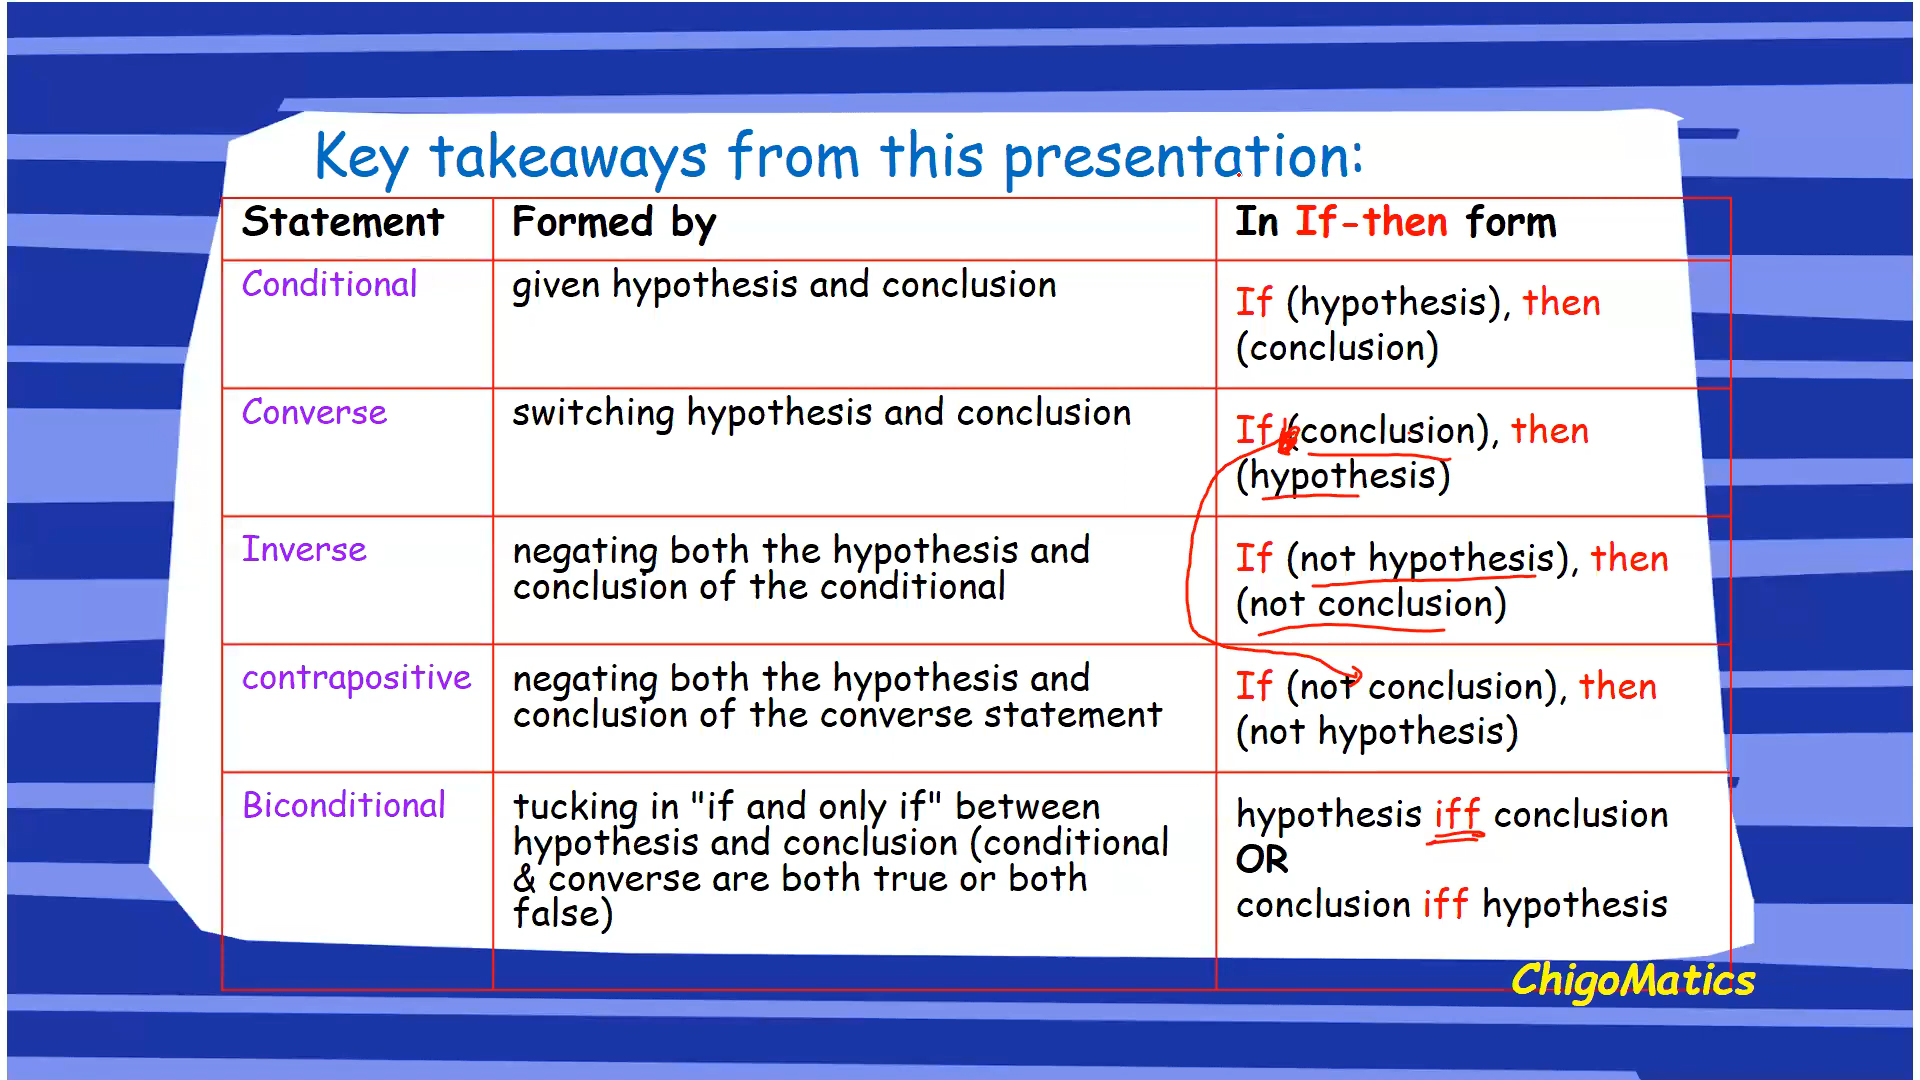 Key takeaways from this presentation:
Statement
Formed by
In If-then form
Conditional
given hypothesis and conclusion
If (hypothesis), then
(conclusion)
Converse
switching hypothesis and conclusion
If (conclusion), then
(hypothesis)
Inverse
negating both the hypothesis and
conclusion of the conditional
If (not hypothesis), then
(not conclusion)
contrapositive
negating both the hypothesis and
conclusion of the converse statement
If (not conclusion), then
(not hypothesis)
Biconditional
tucking in "if and only if" between
hypothesis and conclusion (conditional
& converse are both true or both
false)
hypothesis iff conclusion
OR
conclusion iff hypothesis
ChigoMatics